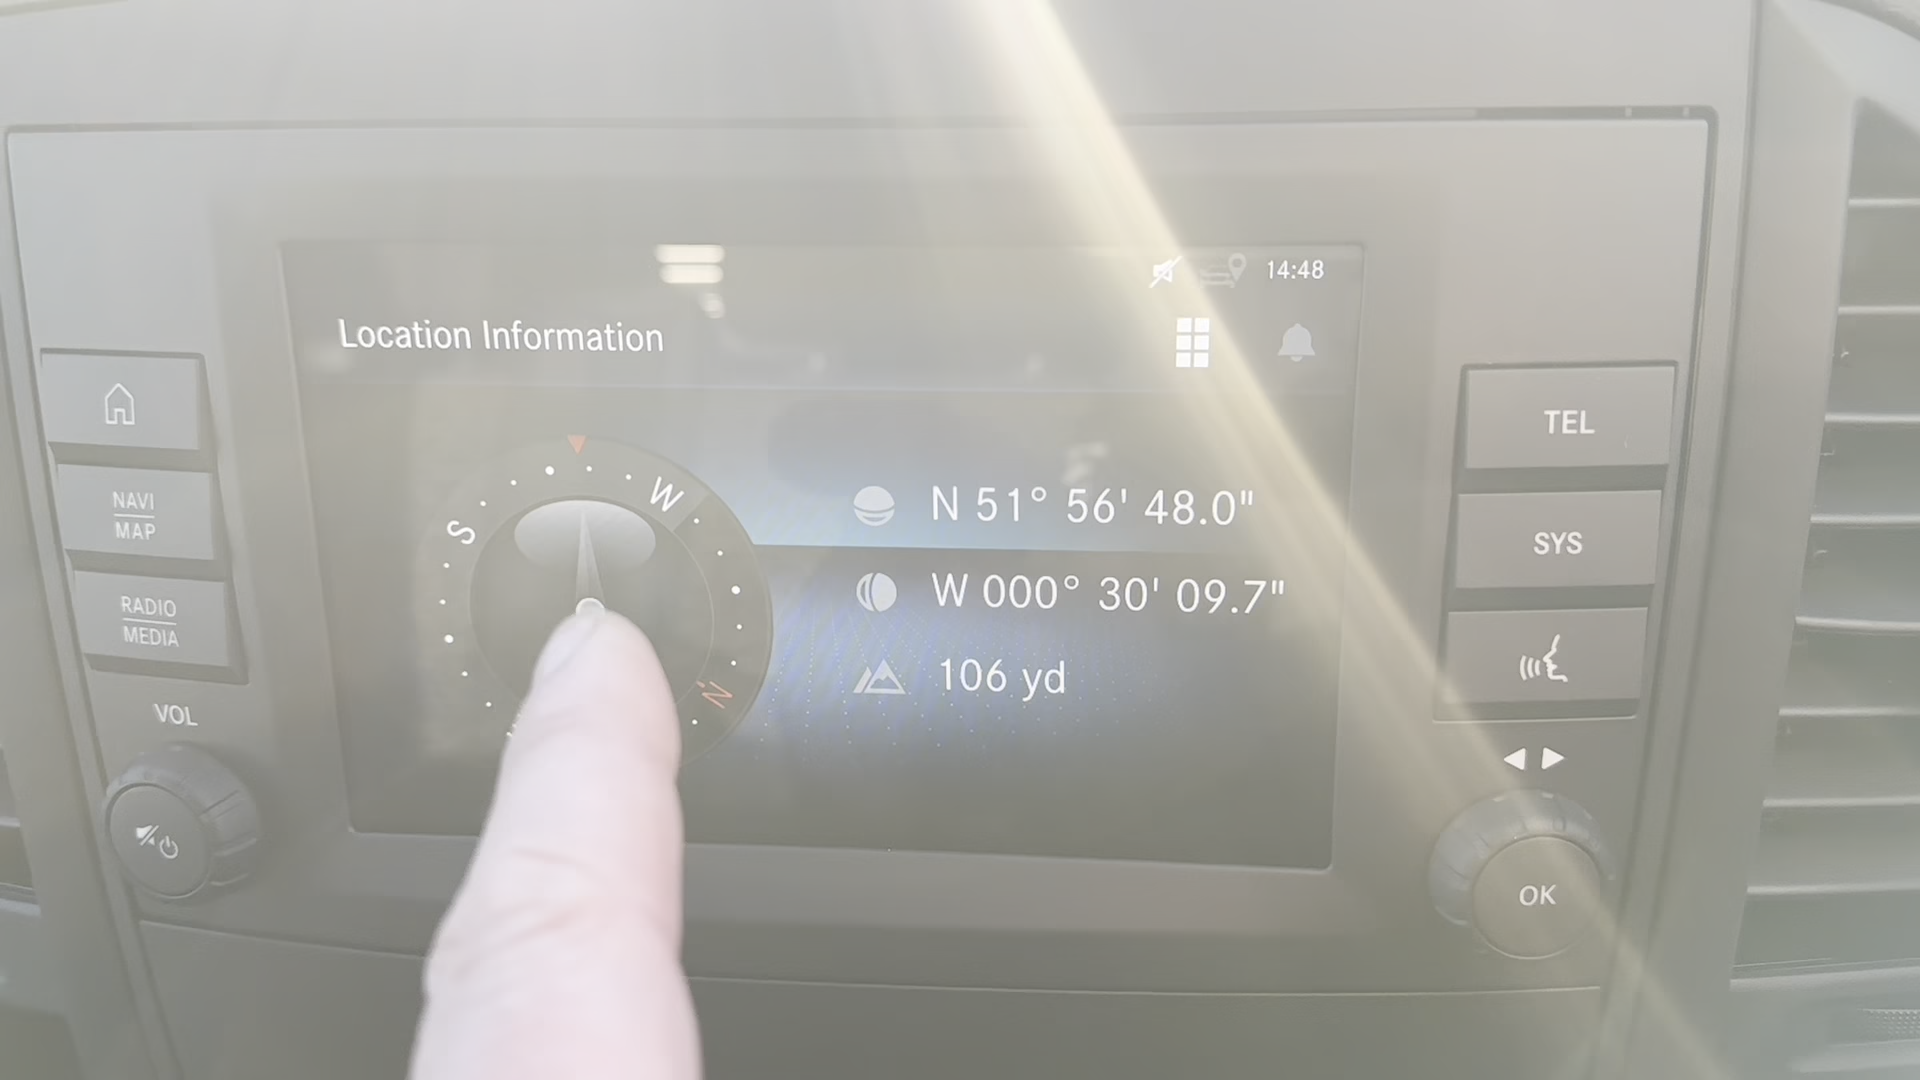 14:48
Location Information
S
W
N
N 51° 56' 48.0"
W 000° 30' 09.7"
106 yd
NAVI
MAP
RADIO
MEDIA
VOL
TEL
SYS
OK